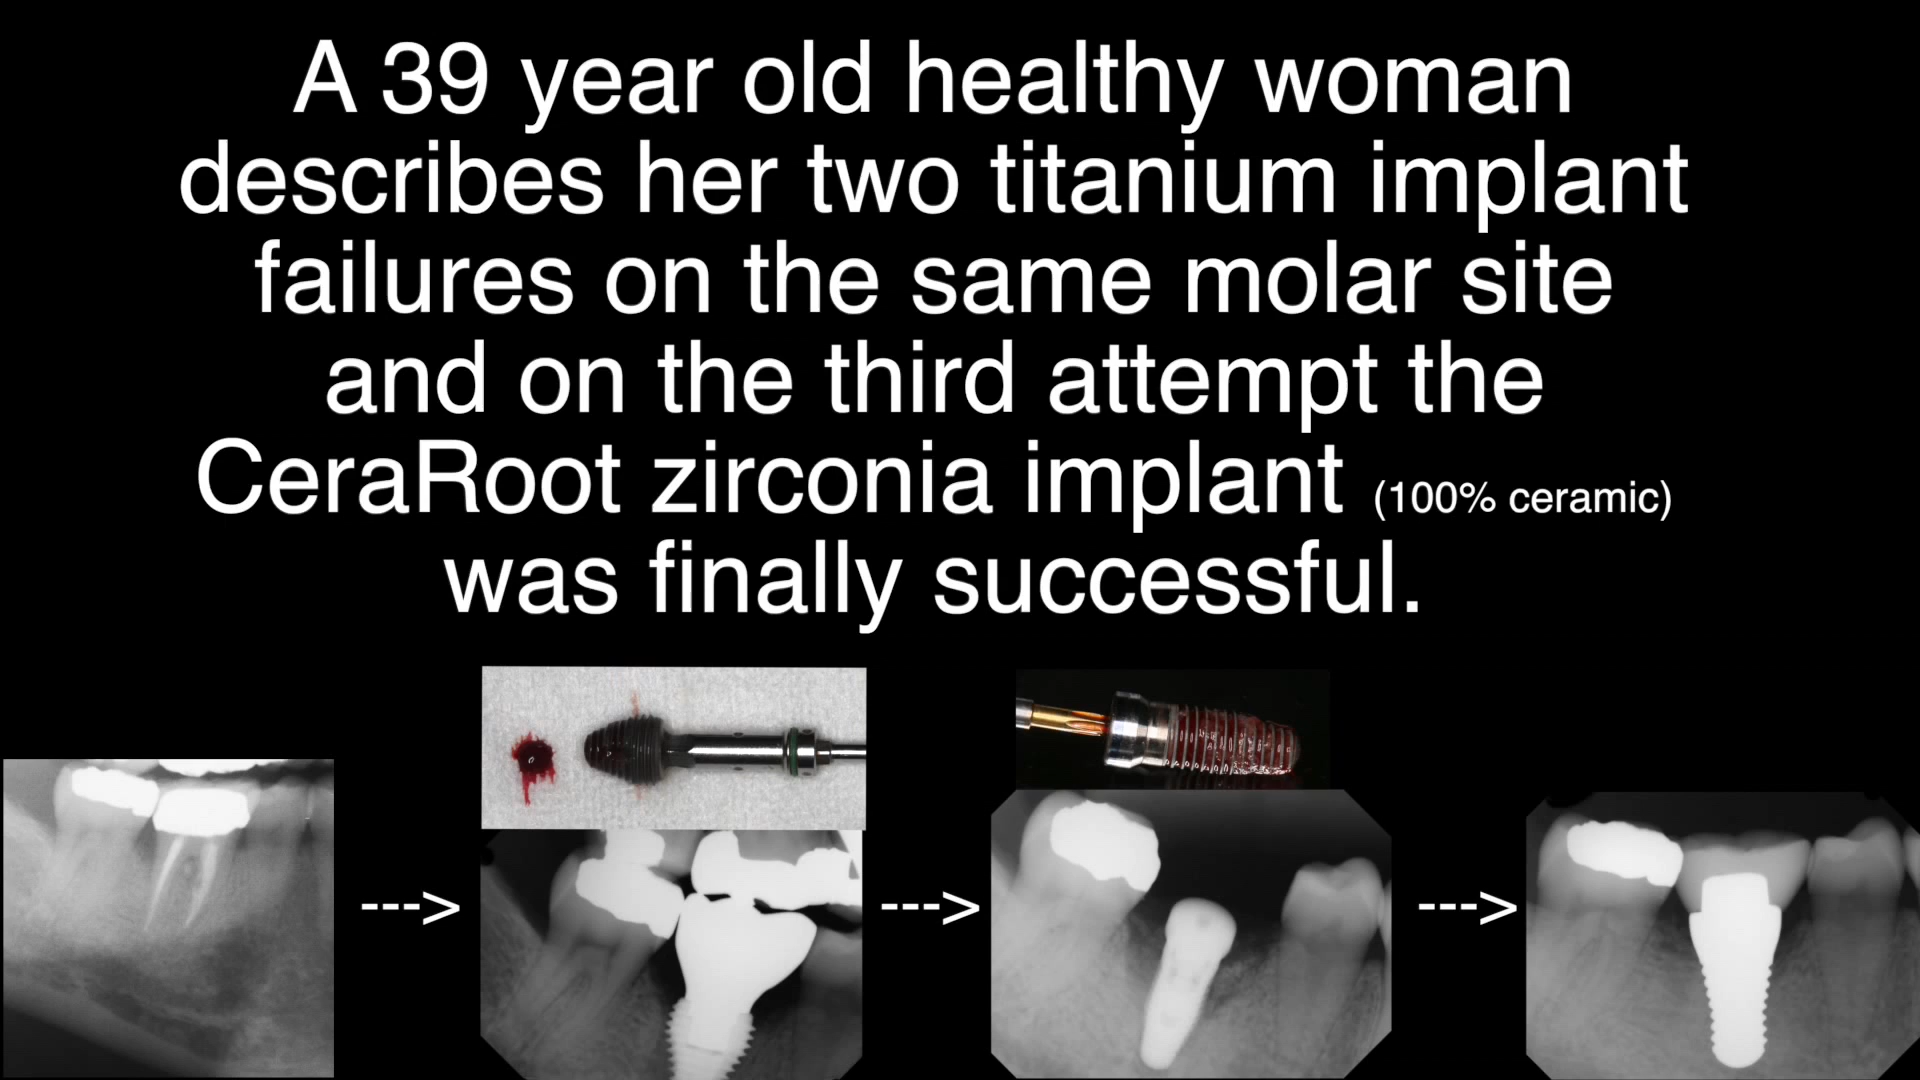 A 39 year old healthy woman
describes her two titanium implant
failures on the same molar site
and on the third attempt the
CeraRoot zirconia implant (100% ceramic)
was finally successful.
---> ---> --->